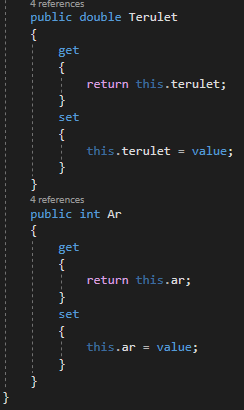 4 references
public double Terulet
{
get
{
return this.terulet;
}
set
{
this.terulet = value;
}
}
4 references
public int Ar
{
get
{
return this.ar;
}
set
{
this.ar = value;
}
}
}